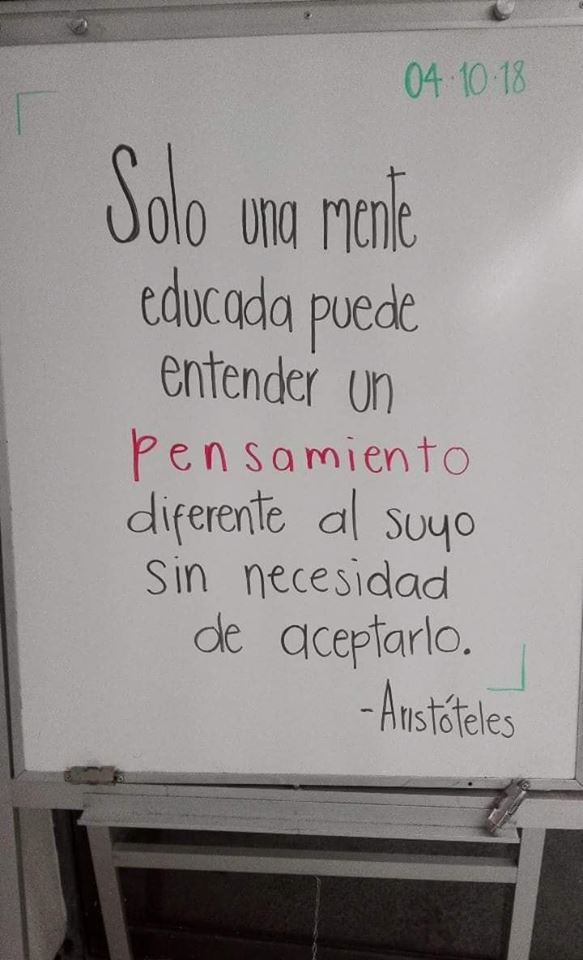 04·10·18
Solo una mente
educada puede
entender un
pensamiento
diferente al suyo
sin necesidad
de aceptarlo.
-Aristóteles